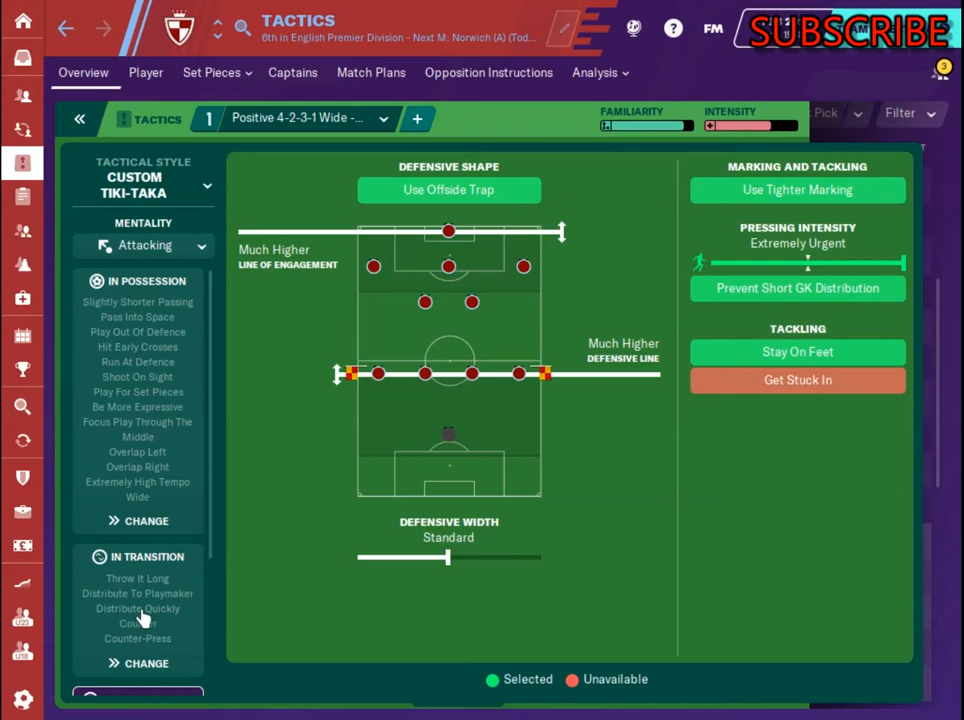 TACTICS
6th in English Premier Division - Next M: Norwich (A) (Tod...
?
FM
SUBSCRIBE
3
Overview
Player
Set Pieces
Captains
Match Plans
Opposition Instructions
Analysis
TACTICS
1
Positive 4-2-3-1 Wide -...
+
FAMILIARITY
INTENSITY
Pick
Filter
TACTICAL STYLE
CUSTOM
TIKI-TAKA
MENTALITY
Attacking
IN POSSESSION
Slightly Shorter Passing
Pass Into Space
Play Out Of Defence
Hit Early Crosses
Run At Defence
Shoot On Sight
Play For Set Pieces
Be More Expressive
Focus Play Through The
Middle
Overlap Left
Overlap Right
Extremely High Tempo
Wide
CHANGE
IN TRANSITION
Throw It Long
Distribute To Playmaker
Distribute Quickly
Counter-Press
CHANGE
DEFENSIVE SHAPE
Use Offside Trap
Much Higher
LINE OF ENGAGEMENT
Much Higher
DEFENSIVE LINE
DEFENSIVE WIDTH
Standard
MARKING AND TACKLING
Use Tighter Marking
PRESSING INTENSITY
Extremely Urgent
Prevent Short GK Distribution
TACKLING
Stay On Feet
Get Stuck In
Selected
Unavailable
U23
U18